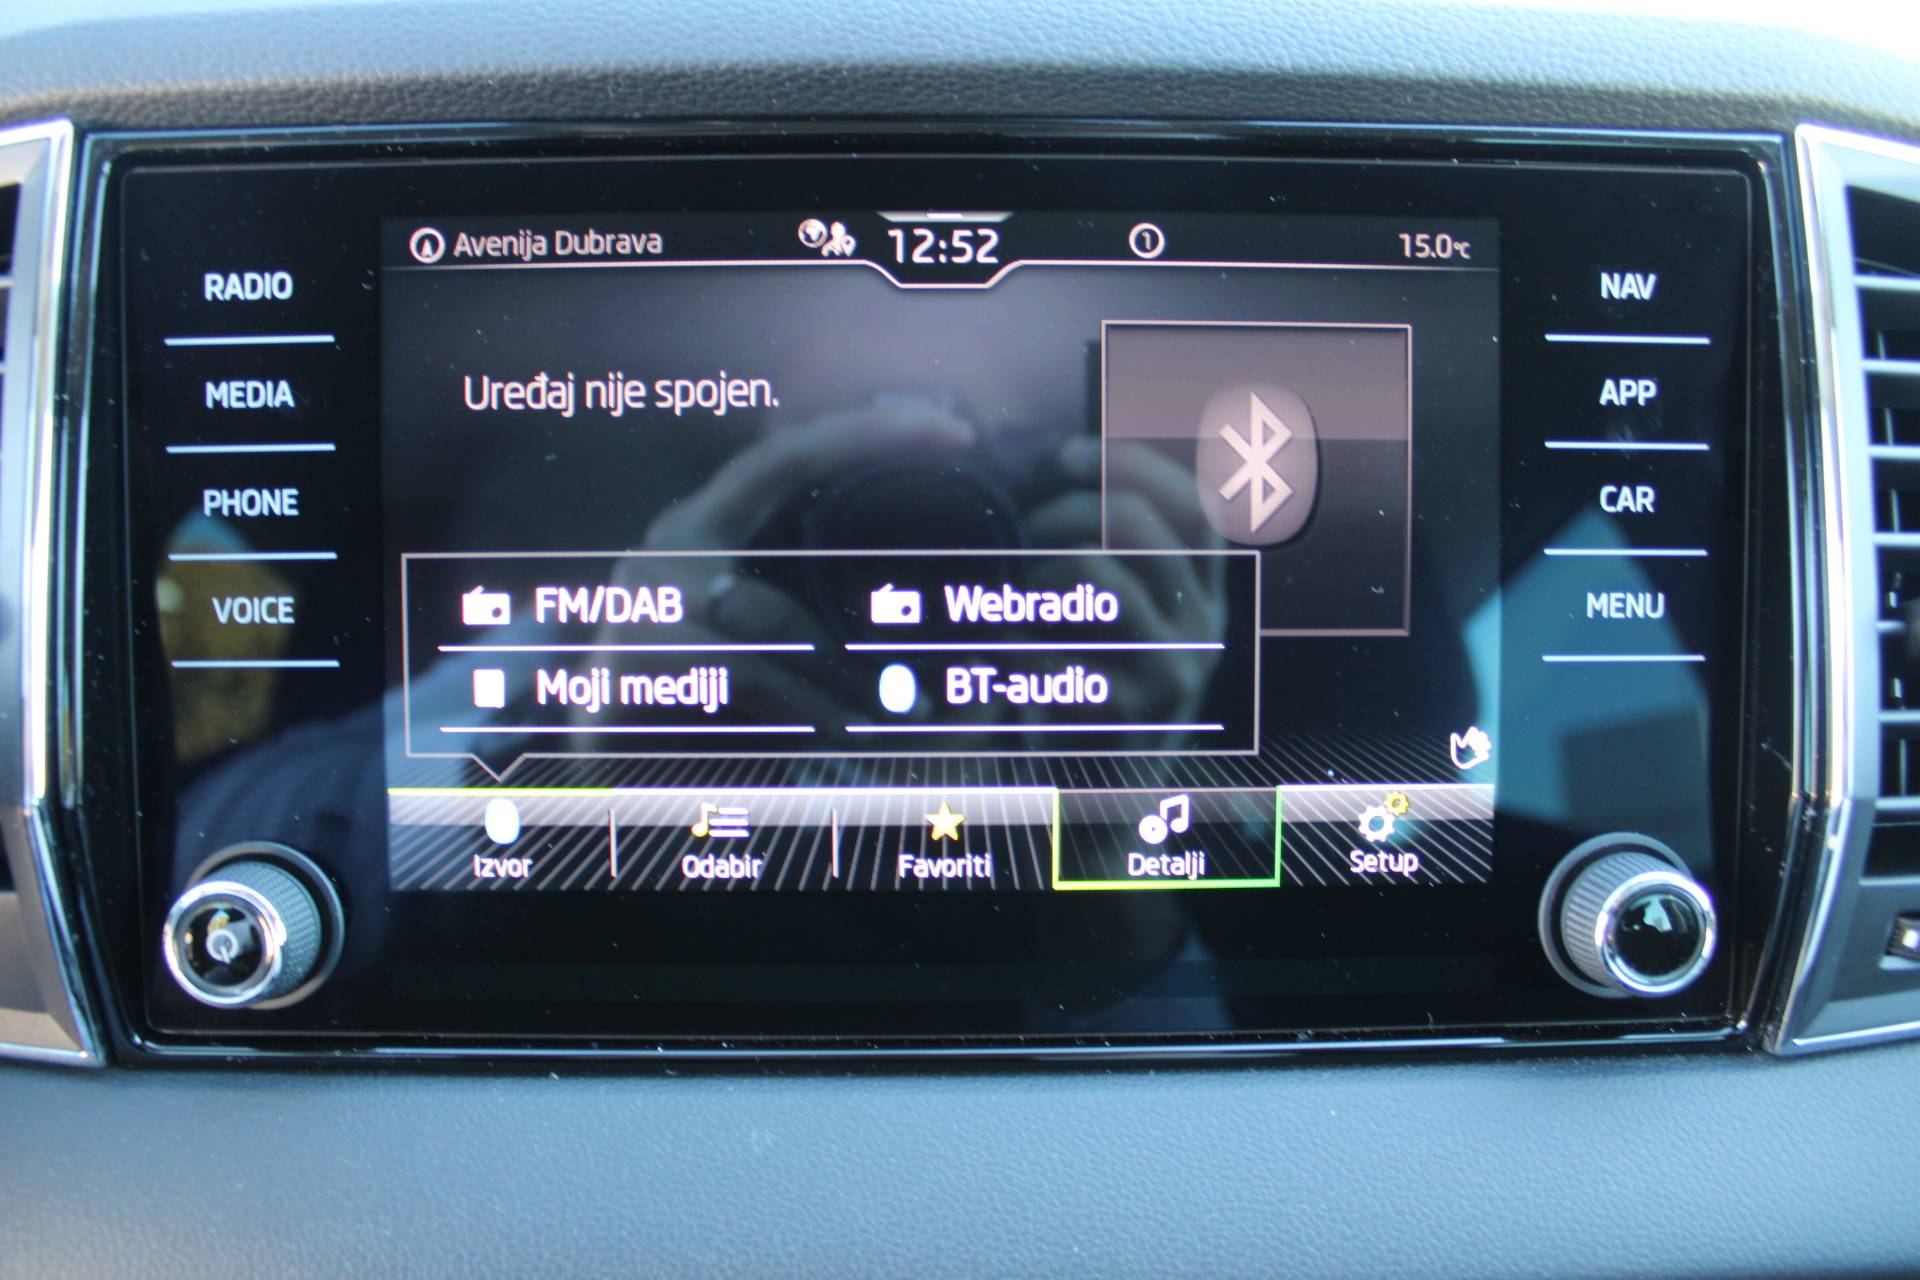 Avenija Dubrava 12:52 1 15.0°C
RADIO
MEDIA
PHONE
VOICE
Uređaj nije spojen.
FM/DAB Webradio
Moji mediji BT-audio
Izvor Odabir Favoriti Detalji Setup
NAV
APP
CAR
MENU